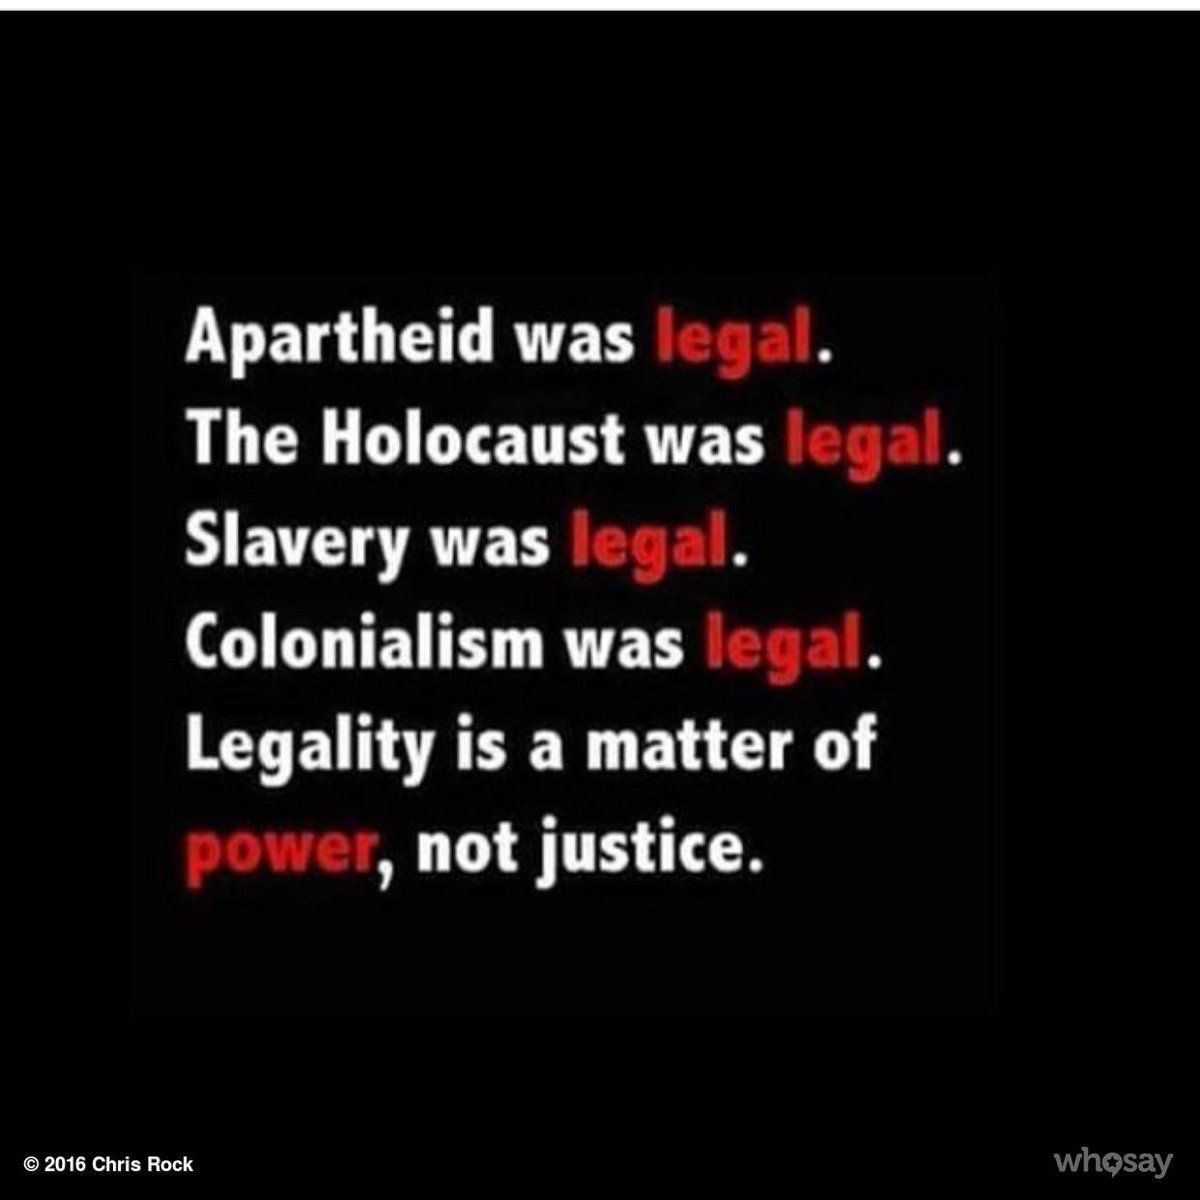 Apartheid was legal.
The Holocaust was legal.
Slavery was legal.
Colonialism was legal.
Legality is a matter of
power, not justice.
© 2016 Chris Rock
whosay